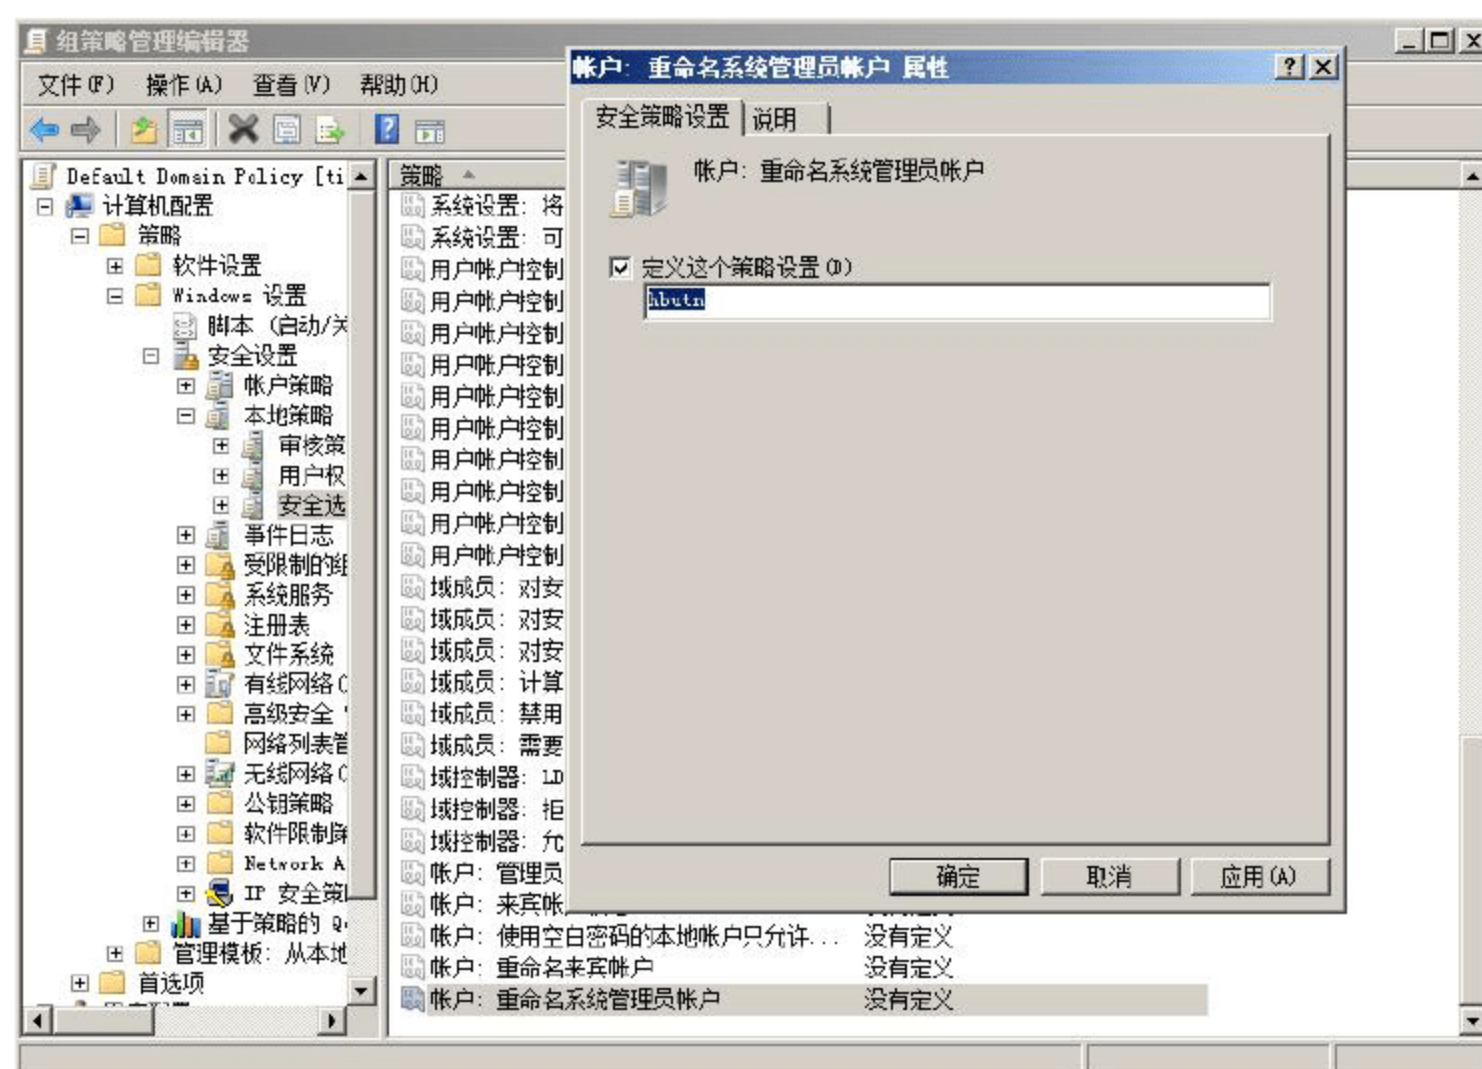 组策略管理编辑器
文件(F) 操作(A) 查看(V) 帮助(H)
Default Domain Policy [ti
计算机配置
策略
软件设置
Windows 设置
脚本 (启动/关
安全设置
帐户策略
本地策略
审核策
用户权
安全选
事件日志
受限制的组
系统服务
注册表
文件系统
有线网络(
高级安全
网络列表管
无线网络(
公钥策略
软件限制策
Network A
IP 安全策
基于策略的 Q
管理模板: 从本地
首选项
策略
系统设置: 将
系统设置: 可
用户帐户控制
用户帐户控制
用户帐户控制
用户帐户控制
用户帐户控制
用户帐户控制
用户帐户控制
用户帐户控制
用户帐户控制
用户帐户控制
域成员: 对安
域成员: 对安
域成员: 对安
域成员: 计算
域成员: 禁用
域成员: 需要
域控制器: LD
域控制器: 拒
域控制器: 允
帐户: 管理员
帐户: 来宾帐
帐户: 使用空白密码的本地帐户只允许... 没有定义
帐户: 重命名来宾帐户 没有定义
帐户: 重命名系统管理员帐户 没有定义
帐户: 重命名系统管理员帐户 属性
安全策略设置 说明
帐户: 重命名系统管理员帐户
定义这个策略设置(D)
hbutn
确定 取消 应用(A)